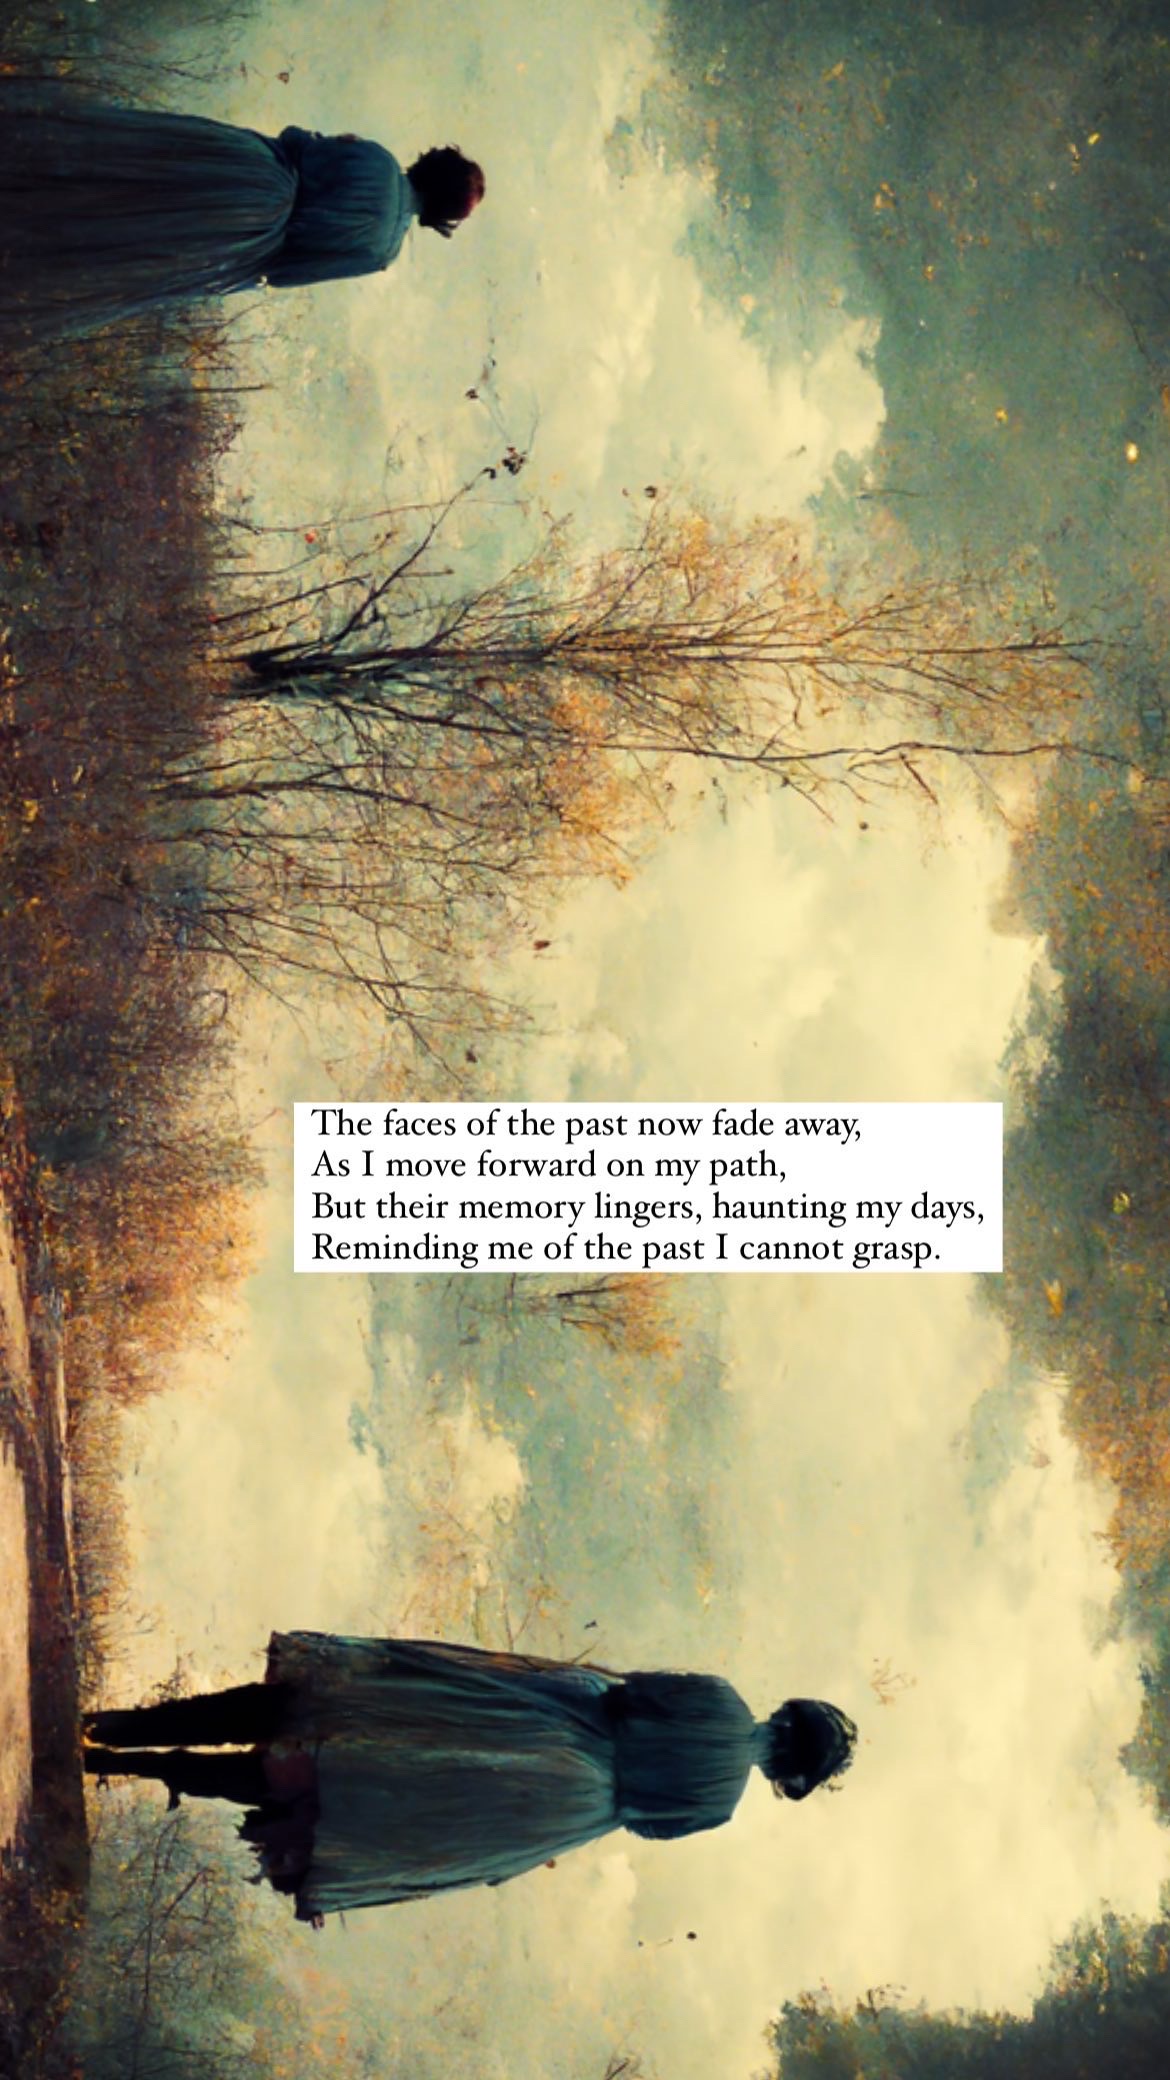 The faces of the past now fade away,
As I move forward on my path,
But their memory lingers, haunting my days,
Reminding me of the past I cannot grasp.